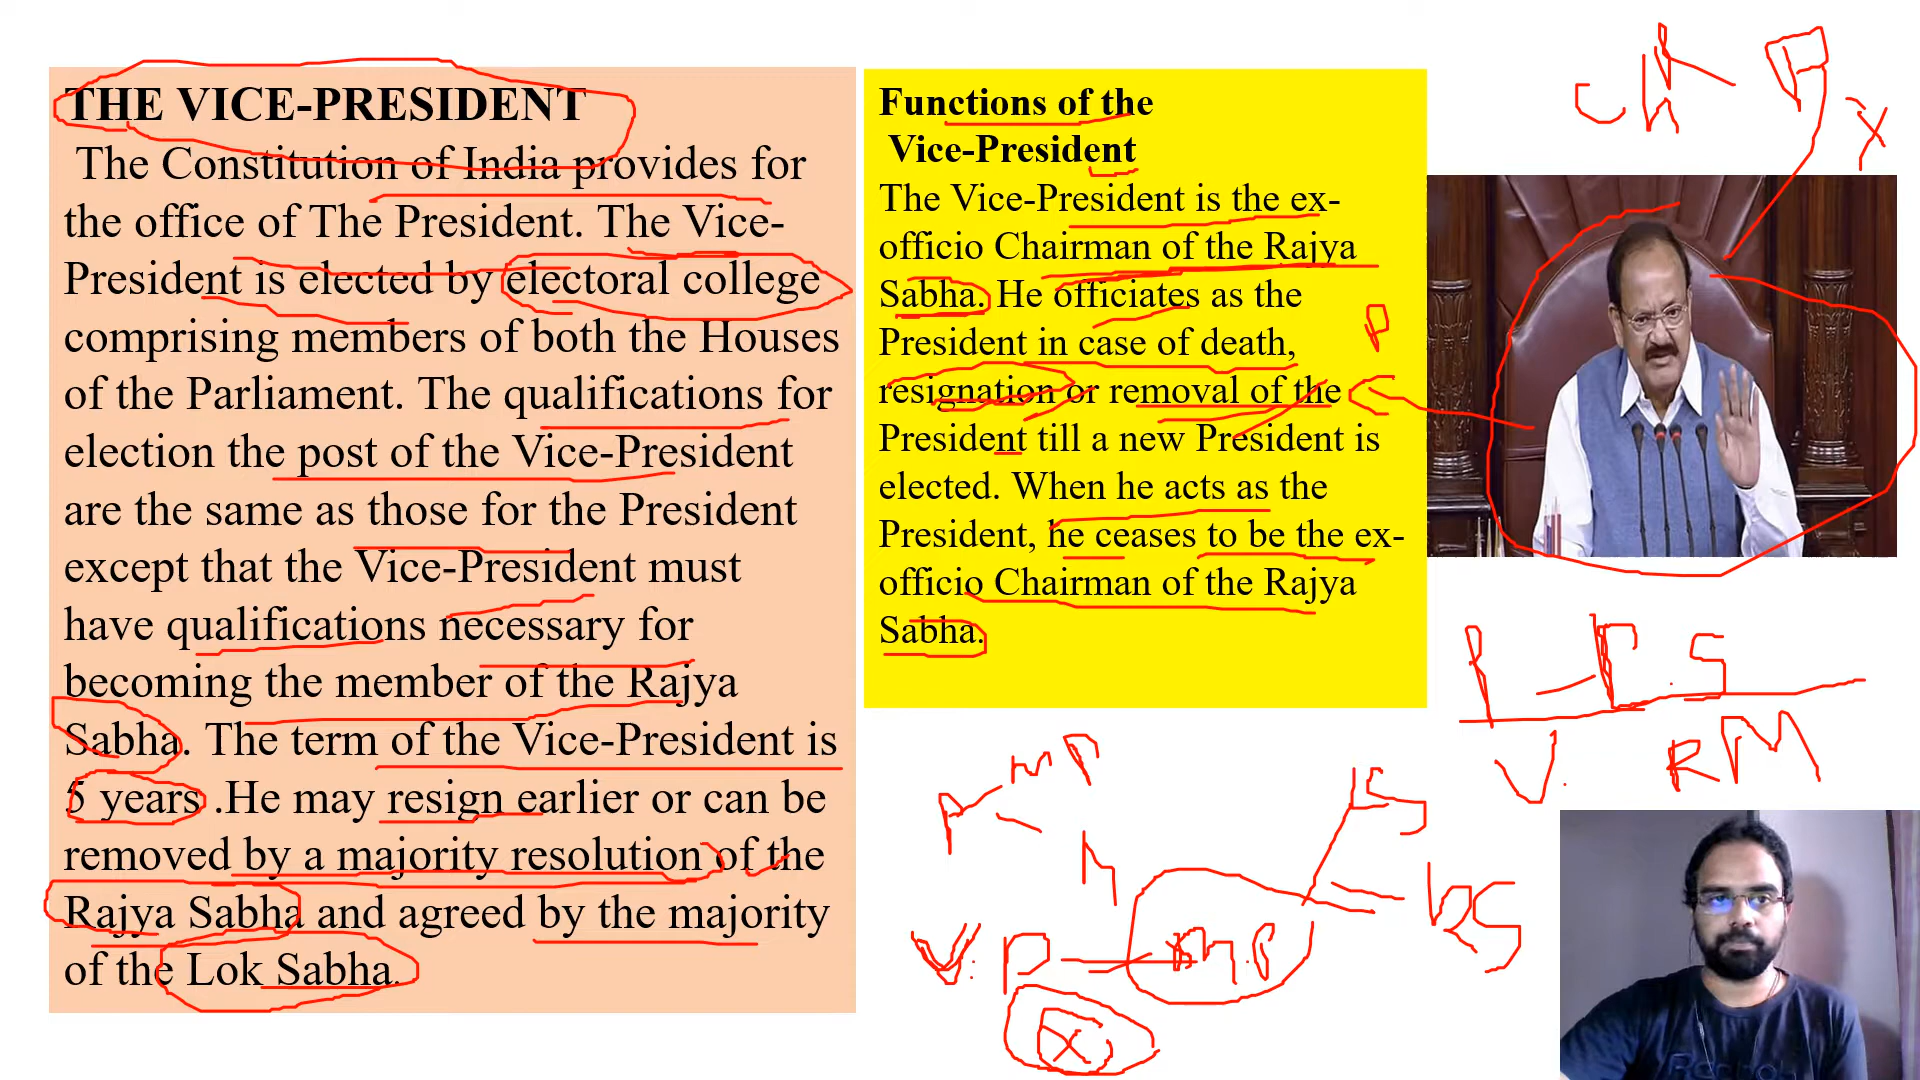 THE VICE-PRESIDENT
The Constitution of India provides for
the office of The President. The Vice-
President is elected by electoral college
comprising members of both the Houses
of the Parliament. The qualifications for
election the post of the Vice-President
are the same as those for the President
except that the Vice-President must
have qualifications necessary for
becoming the member of the Rajya
Sabha. The term of the Vice-President is
5 years .He may resign earlier or can be
removed by a majority resolution of the
Rajya Sabha and agreed by the majority
of the Lok Sabha.
Functions of the
Vice-President
The Vice-President is the ex-
officio Chairman of the Rajya
Sabha. He officiates as the
President in case of death,
resignation or removal of the
President till a new President is
elected. When he acts as the
President, he ceases to be the ex-
officio Chairman of the Rajya
Sabha.
P
X
V.
RM
MP
P
LS
V.P
M.P
RS
X